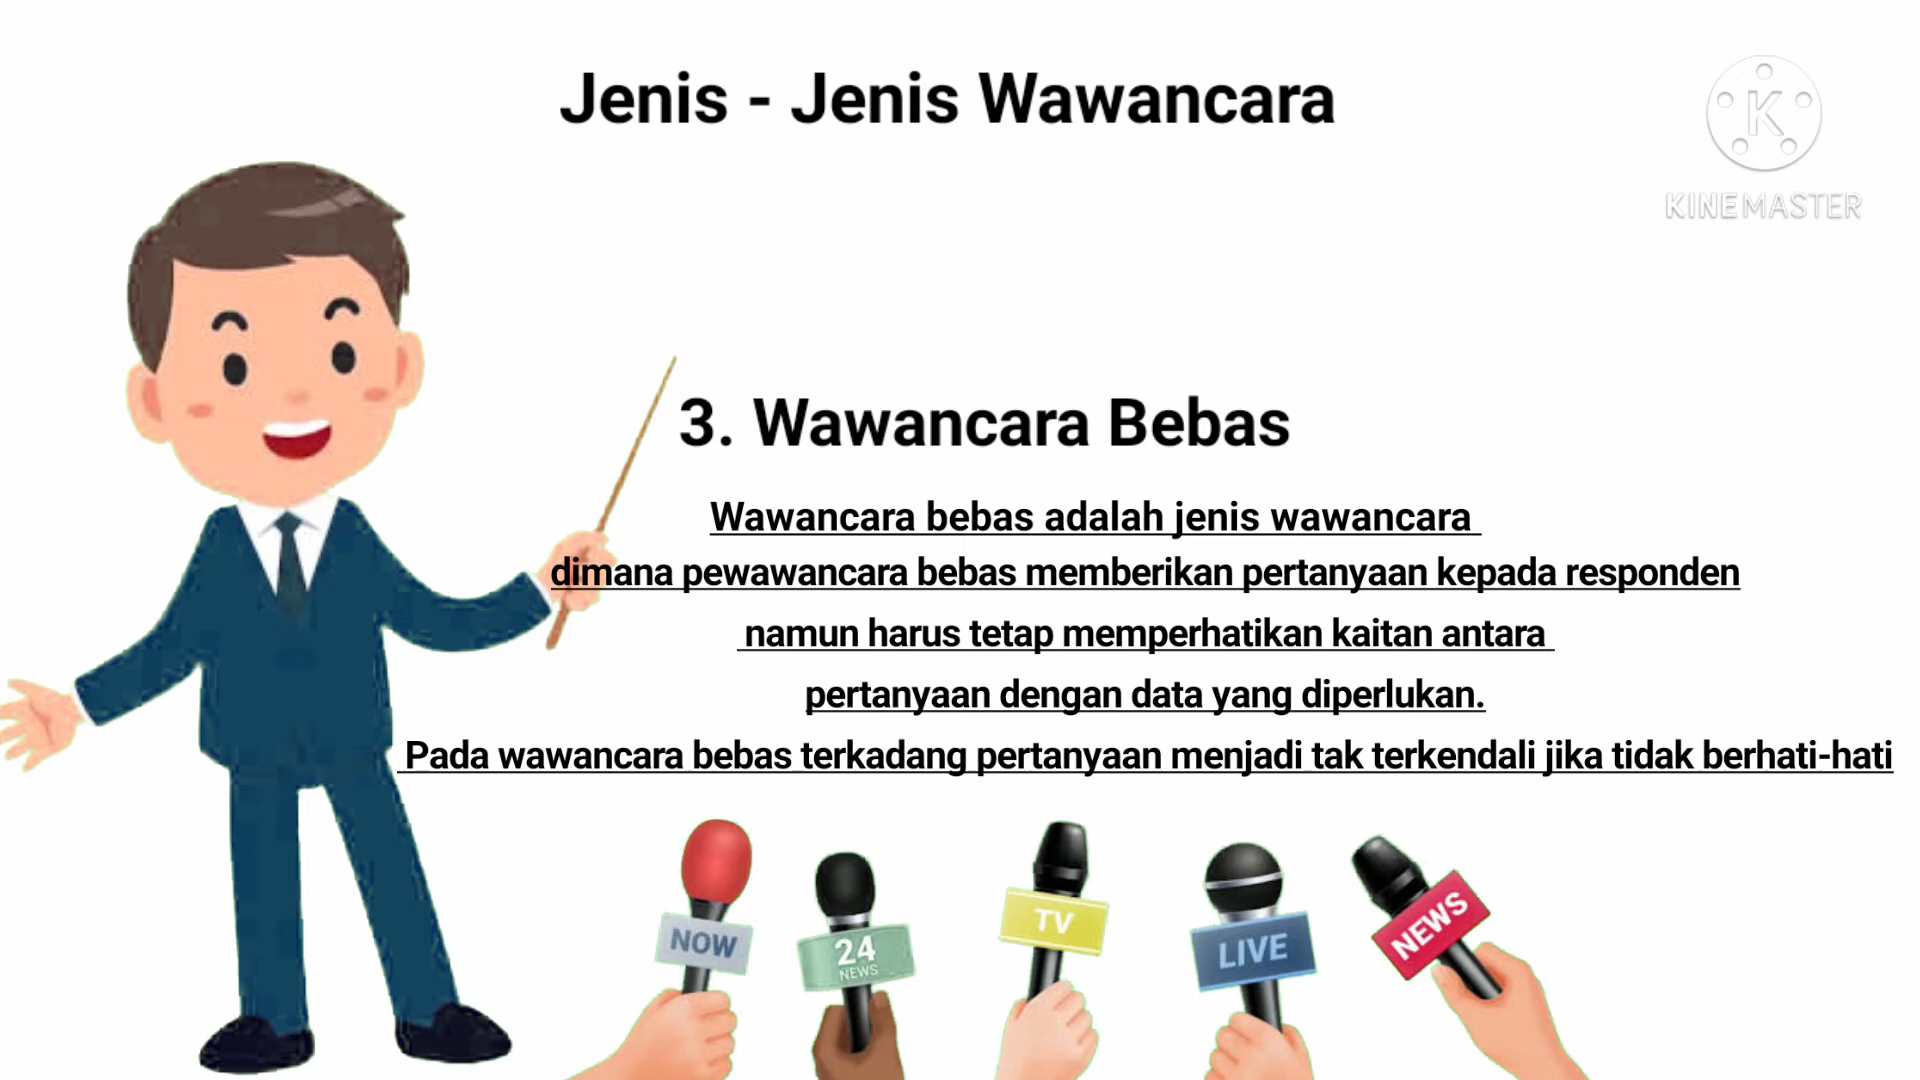 Jenis - Jenis Wawancara
KINEMASTER
3. Wawancara Bebas
Wawancara bebas adalah jenis wawancara
dimana pewawancara bebas memberikan pertanyaan kepada responden
namun harus tetap memperhatikan kaitan antara
pertanyaan dengan data yang diperlukan.
Pada wawancara bebas terkadang pertanyaan menjadi tak terkendali jika tidak berhati-hati
NOW
24
NEWS
TV
LIVE
NEWS